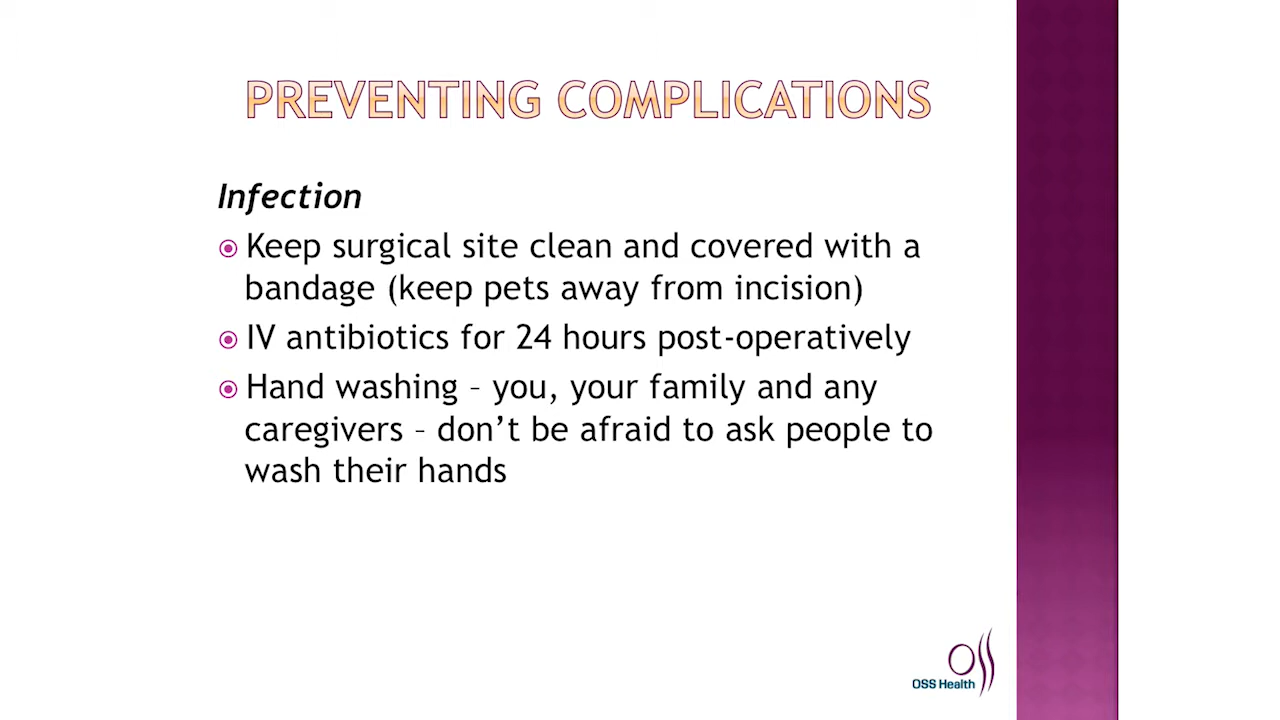 PREVENTING COMPLICATIONS
Infection
Keep surgical site clean and covered with a
bandage (keep pets away from incision)
IV antibiotics for 24 hours post-operatively
Hand washing – you, your family and any
caregivers – don’t be afraid to ask people to
wash their hands
OSS Health